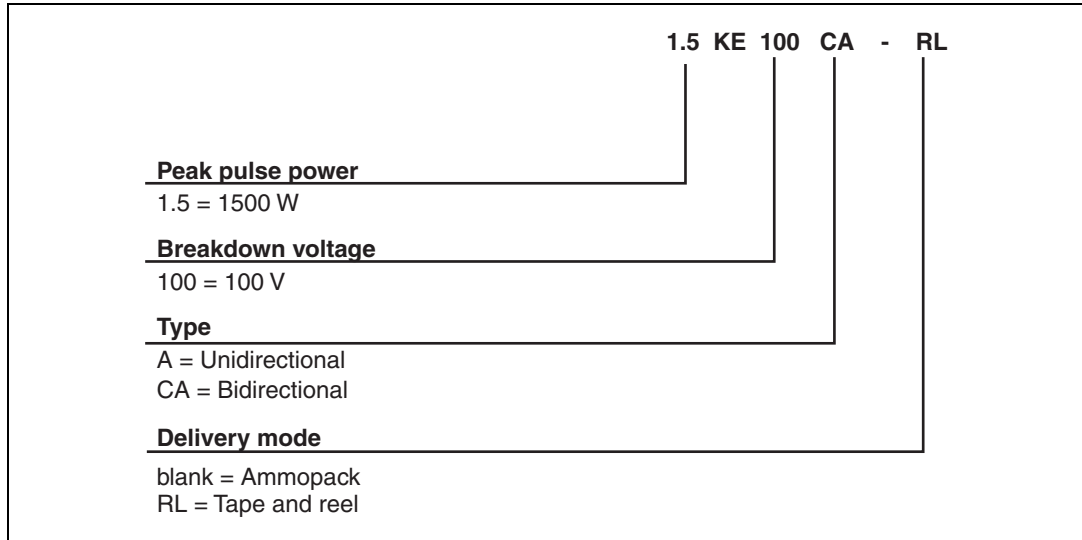 1.5 KE 100 CA - RL
Peak pulse power
1.5 = 1500 W
Breakdown voltage
100 = 100 V
Type
A = Unidirectional
CA = Bidirectional
Delivery mode
blank = Ammopack
RL = Tape and reel